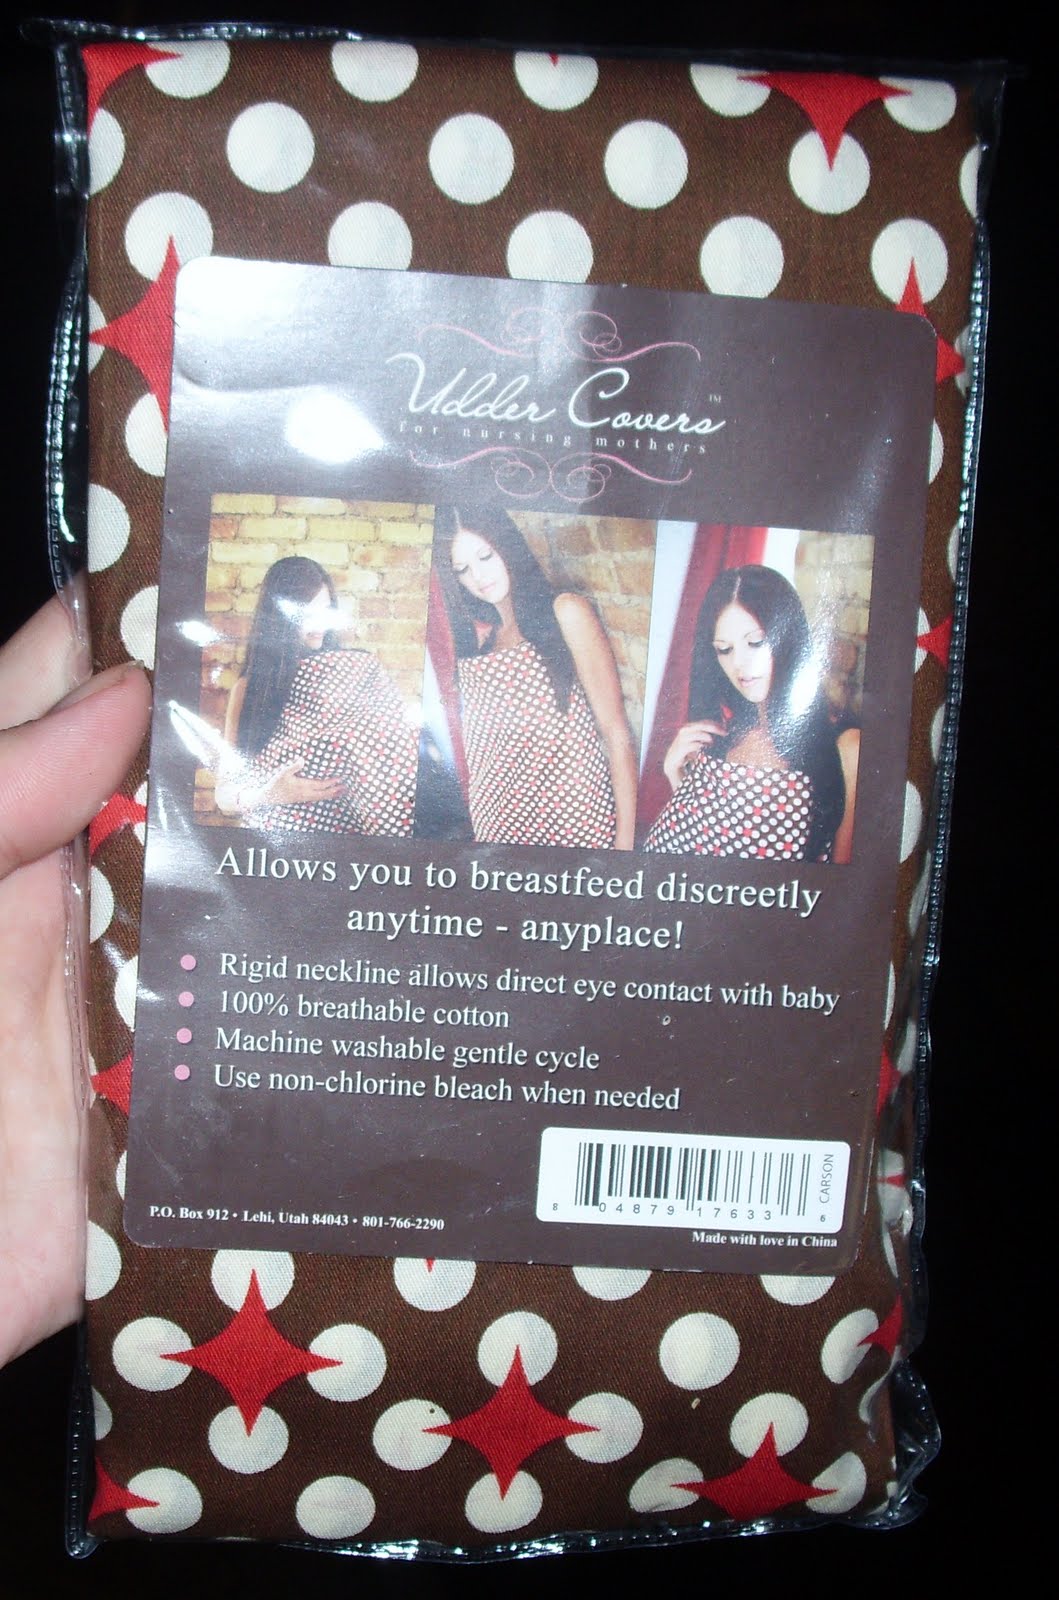 Udder Covers™
for nursing mothers
Allows you to breastfeed discreetly
anytime - anyplace!
Rigid neckline allows direct eye contact with baby
100% breathable cotton
Machine washable gentle cycle
Use non-chlorine bleach when needed
CARSON
8 04879 17633 6
P.O. Box 912 • Lehi, Utah 84043 • 801-766-2290
Made with love in China